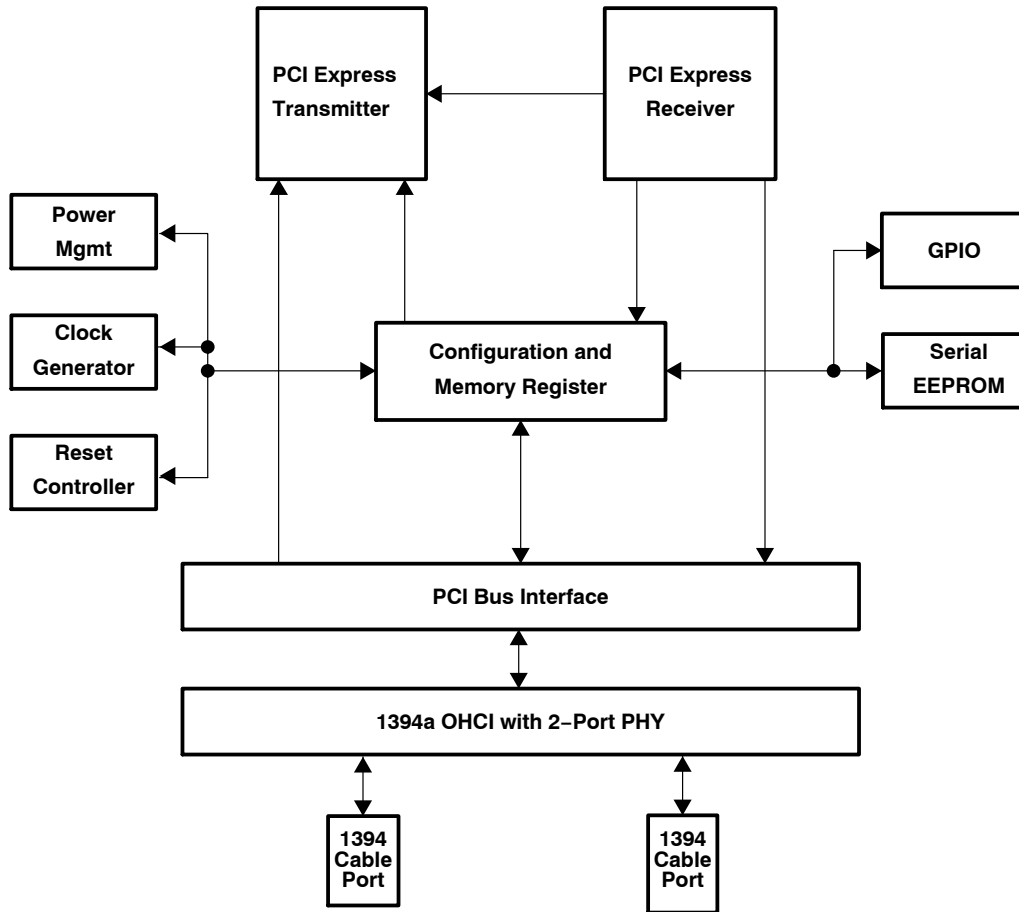 PCI Express
Transmitter
PCI Express
Receiver
Power
Mgmt
GPIO
Clock
Generator
Configuration and
Memory Register
Serial
EEPROM
Reset
Controller
PCI Bus Interface
1394a OHCI with 2−Port PHY
1394
Cable
Port
1394
Cable
Port